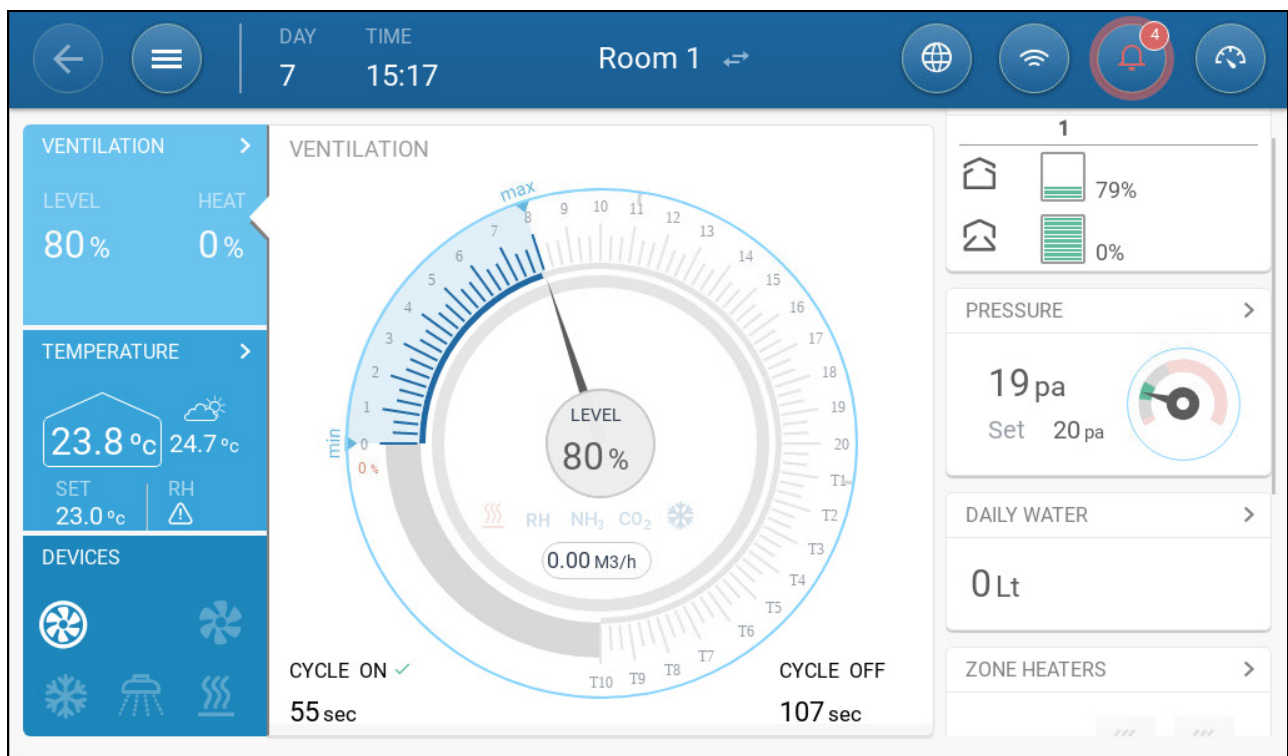 DAY TIME
7 15:17
Room 1
4
VENTILATION
LEVEL HEAT
80 % 0 %
TEMPERATURE
23.8 ºc 24.7 ºc
SET RH
23.0 ºc
DEVICES
VENTILATION
max
min
0 1 2 3 4 5 6 7 8 9 10 11 12 13 14 15 16 17 18 19 20 T1 T2 T3 T4 T5 T6 T7 T8 T9 T10
0 %
LEVEL
80 %
RH NH₃ CO₂
0.00 M3/h
CYCLE ON CYCLE OFF
55 sec 107 sec
1
79%
0%
PRESSURE
19 pa
Set 20 pa
DAILY WATER
0 Lt
ZONE HEATERS